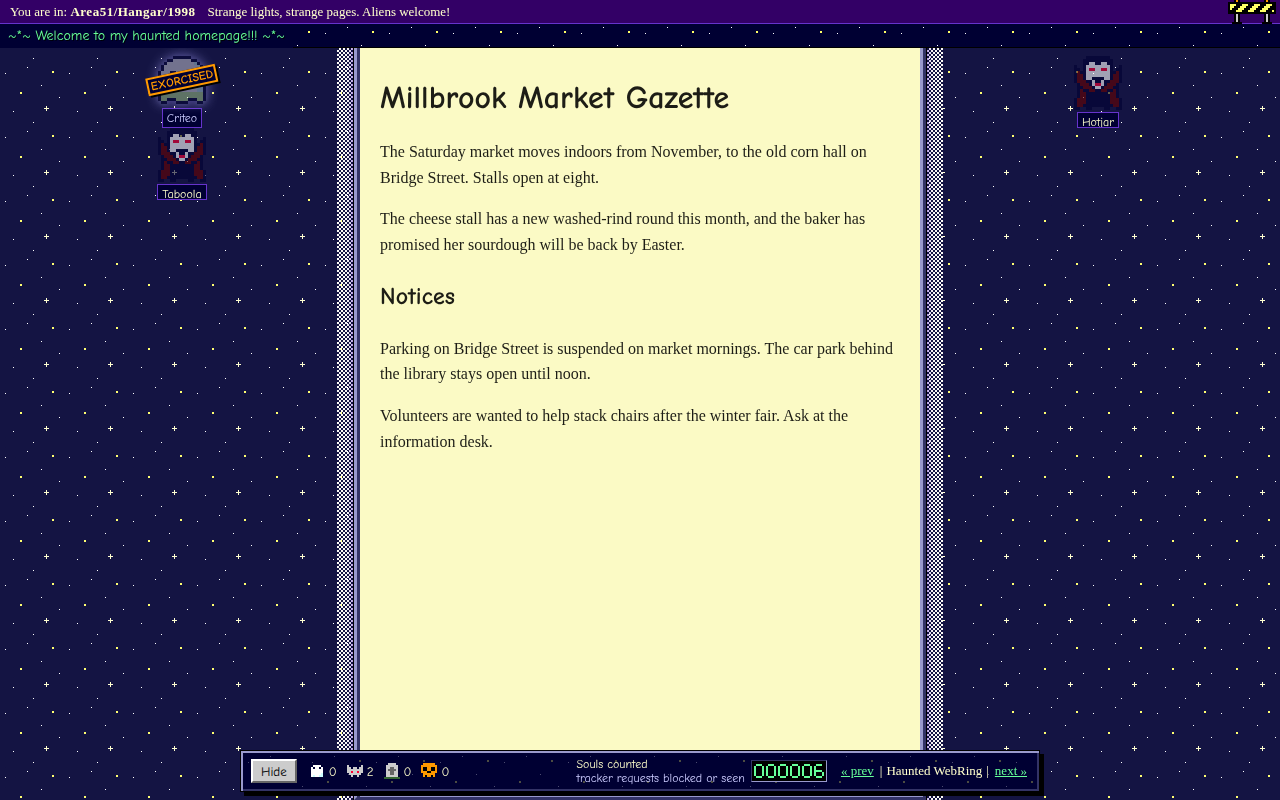 You are in: Area51/Hangar/1998 Strange lights, strange pages. Aliens welcome!
~*~ Welcome to my haunted homepage!!! ~*~
EXORCISED
Criteo
Taboola
Hotjar
Millbrook Market Gazette
The Saturday market moves indoors from November, to the old corn hall on
Bridge Street. Stalls open at eight.
The cheese stall has a new washed-rind round this month, and the baker has
promised her sourdough will be back by Easter.
Notices
Parking on Bridge Street is suspended on market mornings. The car park behind
the library stays open until noon.
Volunteers are wanted to help stack chairs after the winter fair. Ask at the
information desk.
Hide 0 2 0 0
Souls counted
tracker requests blocked or seen
000006
« prev | Haunted WebRing | next »